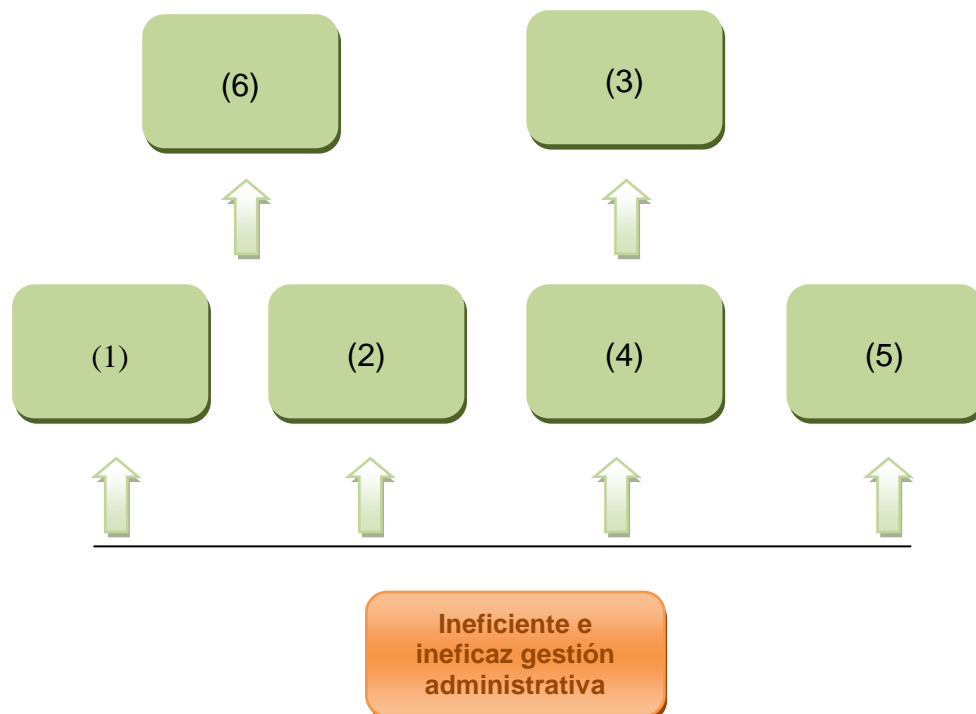 (6)
(3)
(1)
(2)
(4)
(5)
Ineficiente e
ineficaz gestión
administrativa